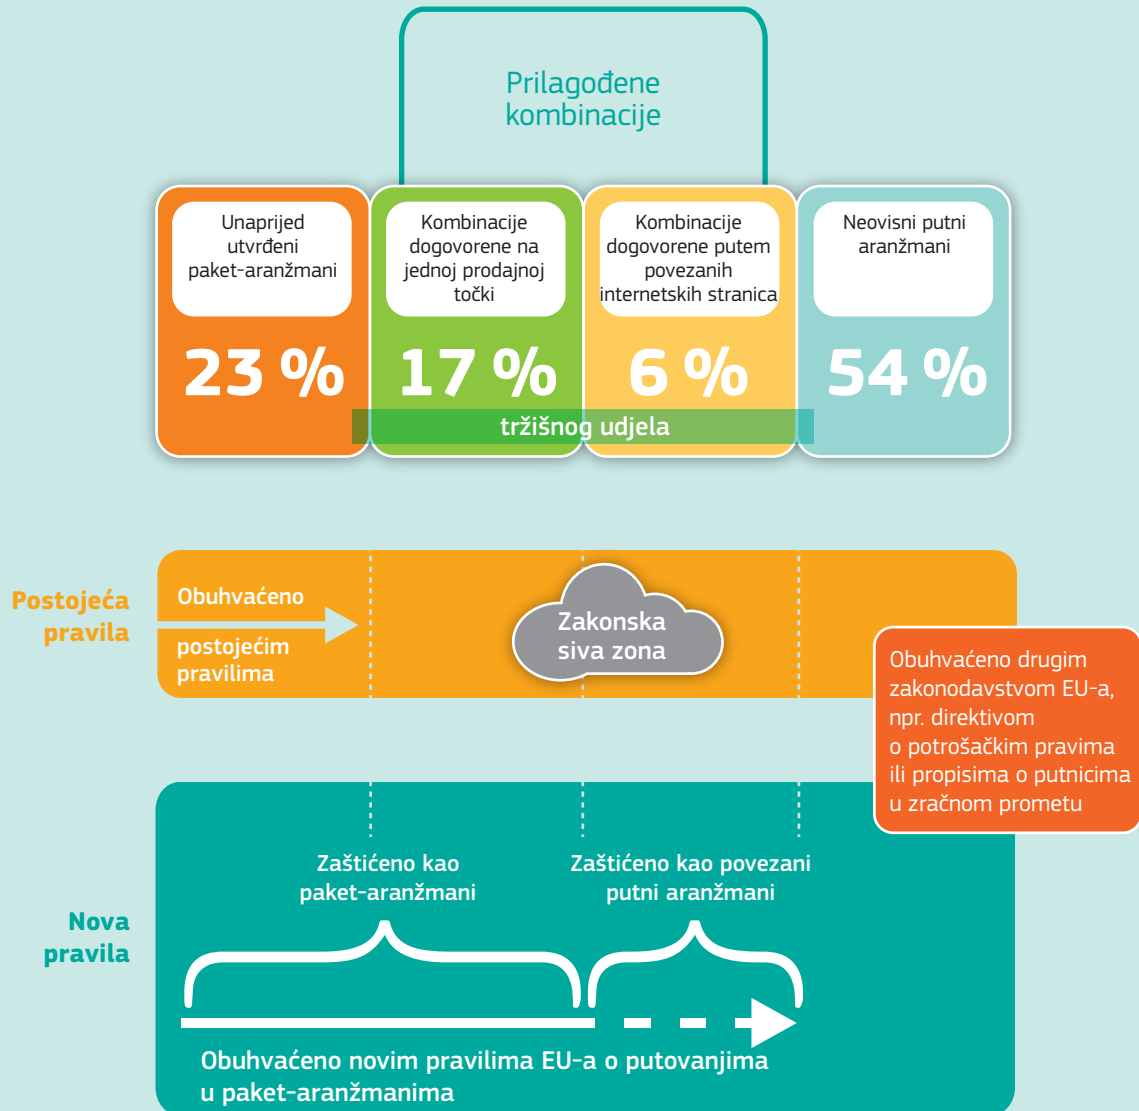 Prilagođene
kombinacije
Unaprijed
utvrđeni
paket-aranžmani
23 %
Kombinacije
dogovorene na
jednoj prodajnoj
točki
17 %
Kombinacije
dogovorene putem
povezanih
internetskih stranica
6 %
Neovisni putni
aranžmani
54 %
tržišnog udjela
Postojeća
pravila
Obuhvaćeno
postojećim
pravilima
Zakonska
siva zona
Obuhvaćeno drugim
zakonodavstvom EU-a,
npr. direktivom
o potrošačkim pravima
ili propisima o putnicima
u zračnom prometu
Nova
pravila
Zaštićeno kao
paket-aranžmani
Zaštićeno kao povezani
putni aranžmani
Obuhvaćeno novim pravilima EU-a o putovanjima
u paket-aranžmanima